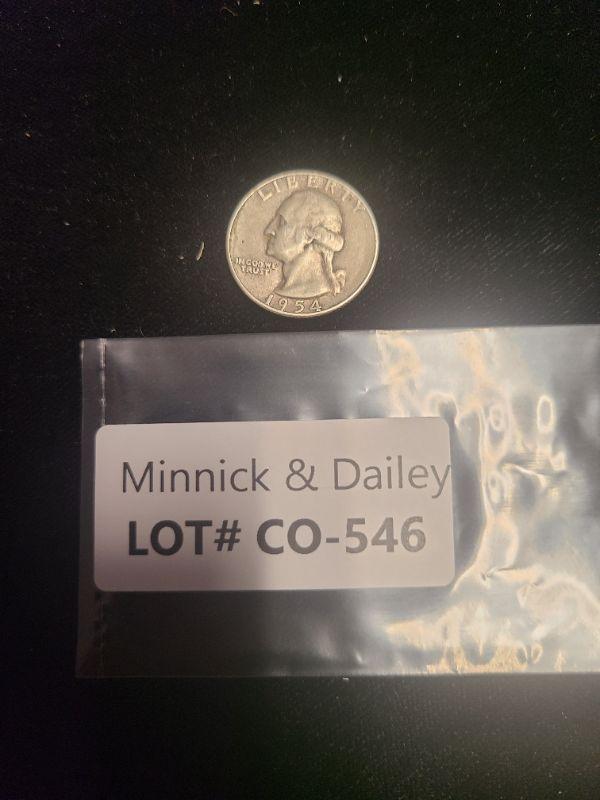 LIBERTY
IN GOD WE
TRUST
1954
Minnick & Dailey
LOT# CO-546